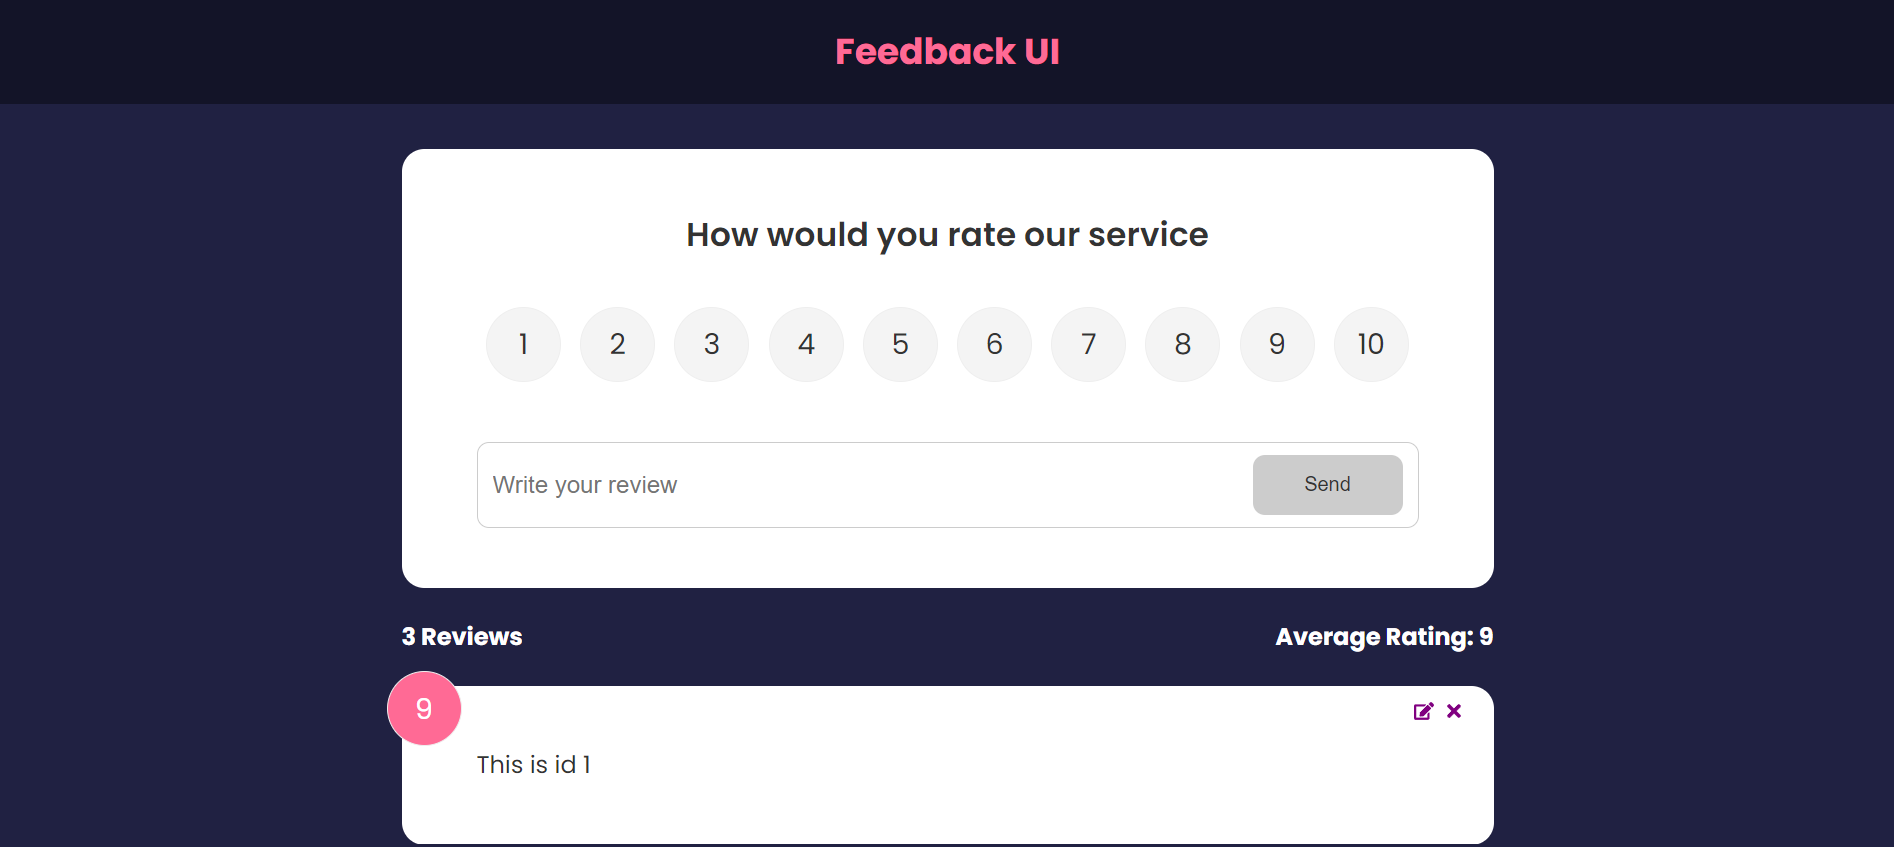 Feedback UI
How would you rate our service
1 2 3 4 5 6 7 8 9 10
Write your review Send
3 Reviews Average Rating: 9
9
This is id 1